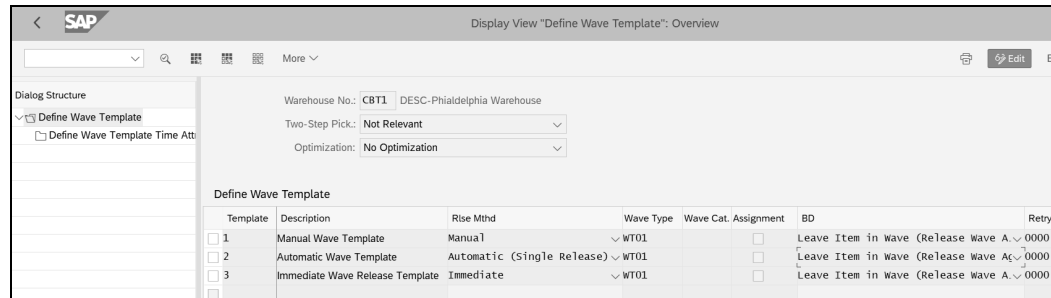 SAP
Display View "Define Wave Template": Overview
More
Edit
Dialog Structure
Define Wave Template
Define Wave Template Time
Warehouse No.: CBT1 DESC-Phialdelphia Warehouse
Two-Step Pick.: Not Relevant
Optimization: No Optimization
Define Wave Template
Template Description Rlse Mthd Wave Type Wave Cat. Assignment BD Retry
1 Manual Wave Template Manual WT01 Leave Item in Wave (Release Wave A. 0000
2 Automatic Wave Template Automatic (Single Release) WT01 Leave Item in Wave (Release Wave 0000
3 Immediate Wave Release Template Immediate WT01 Leave Item in Wave (Release Wave A. 0000